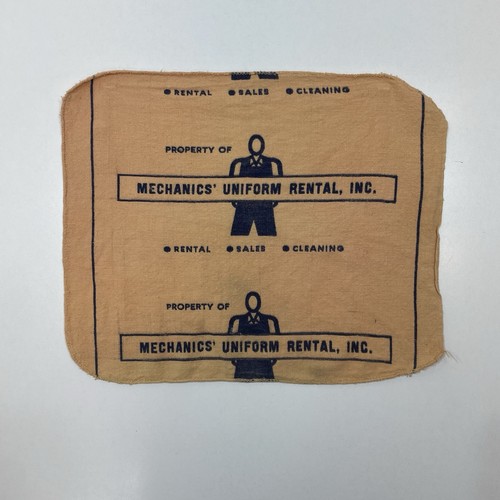 ● RENTAL ● SALES ● CLEANING
PROPERTY OF
MECHANICS' UNIFORM RENTAL, INC.
● RENTAL ● SALES ● CLEANING
PROPERTY OF
MECHANICS' UNIFORM RENTAL, INC.